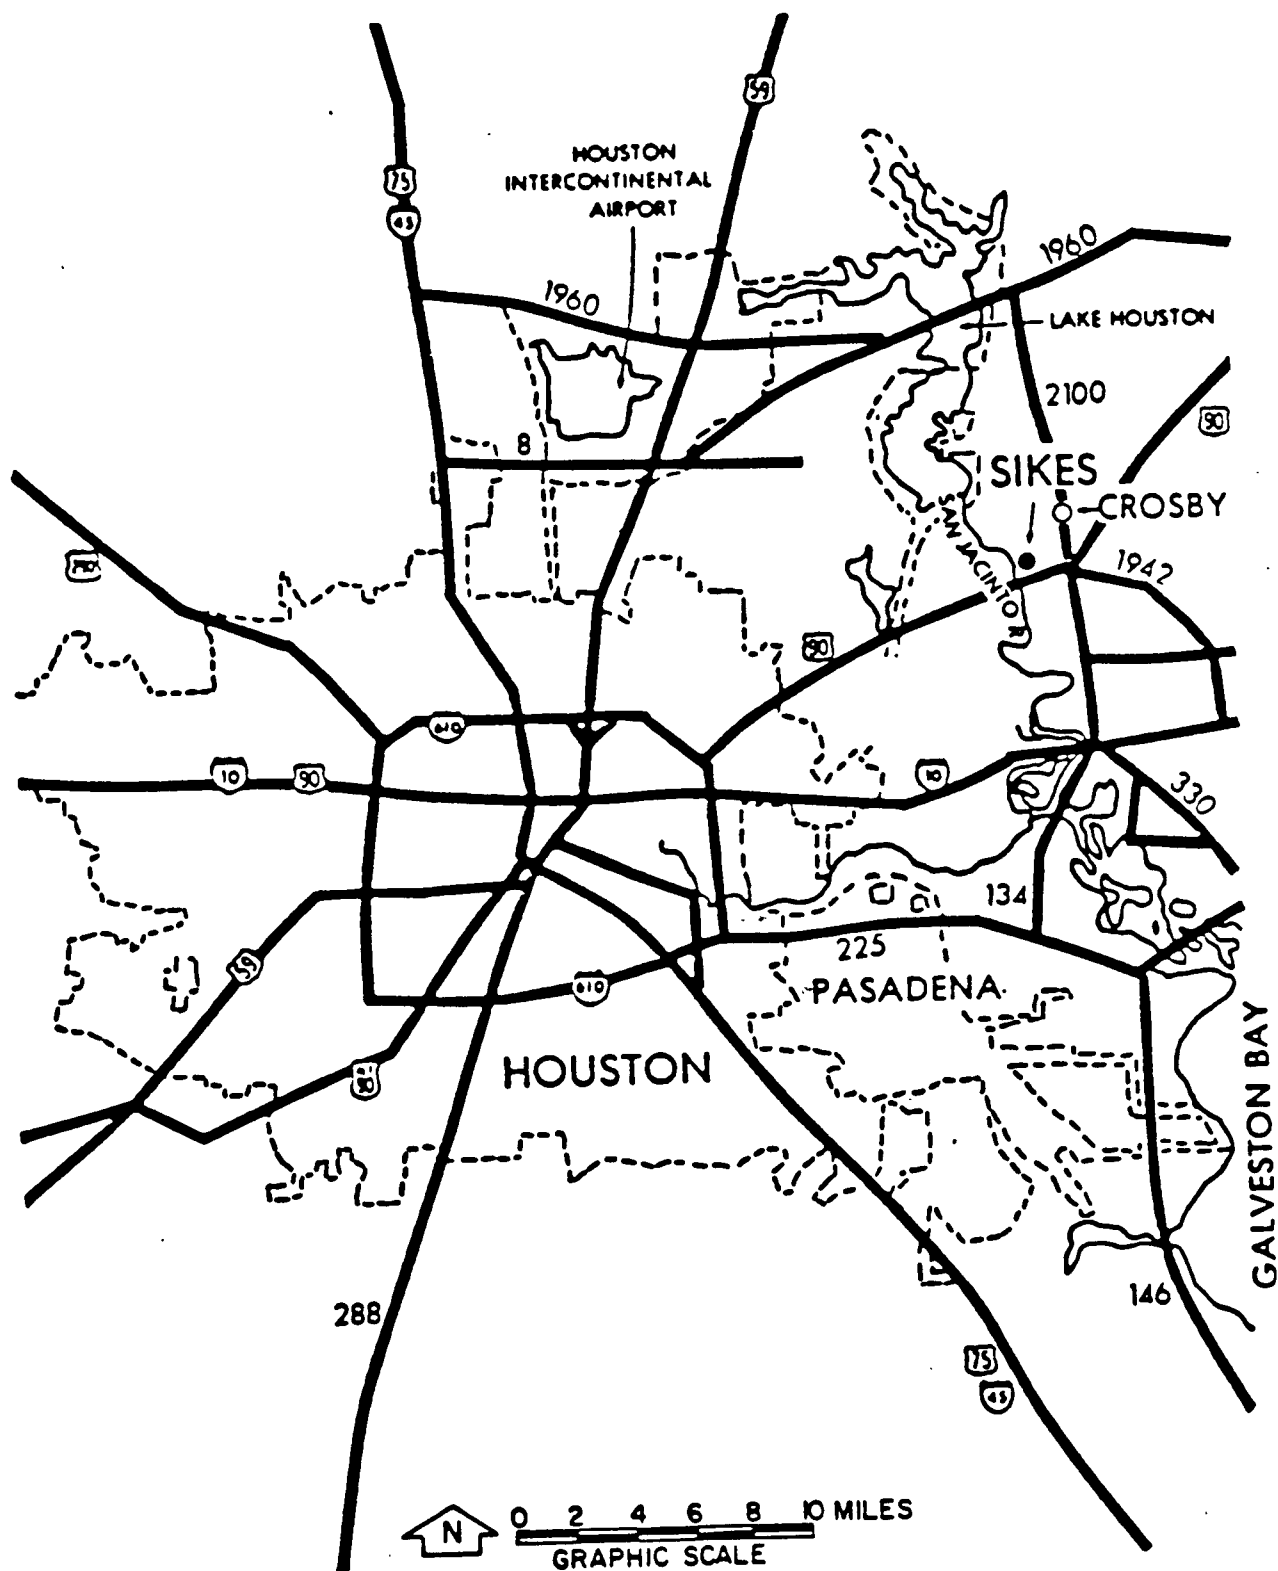 59
HOUSTON
INTERCONTINENTAL
AIRPORT
75
45
1960
1960
LAKE HOUSTON
2100
90
8
SIKES
CROSBY
SAN JACINTO R
1942
90
610
10
90
10
330
134
225
PASADENA
59
610
HOUSTON
90
GALVESTON BAY
146
288
75
45
N
0 2 4 6 8 10 MILES
GRAPHIC SCALE